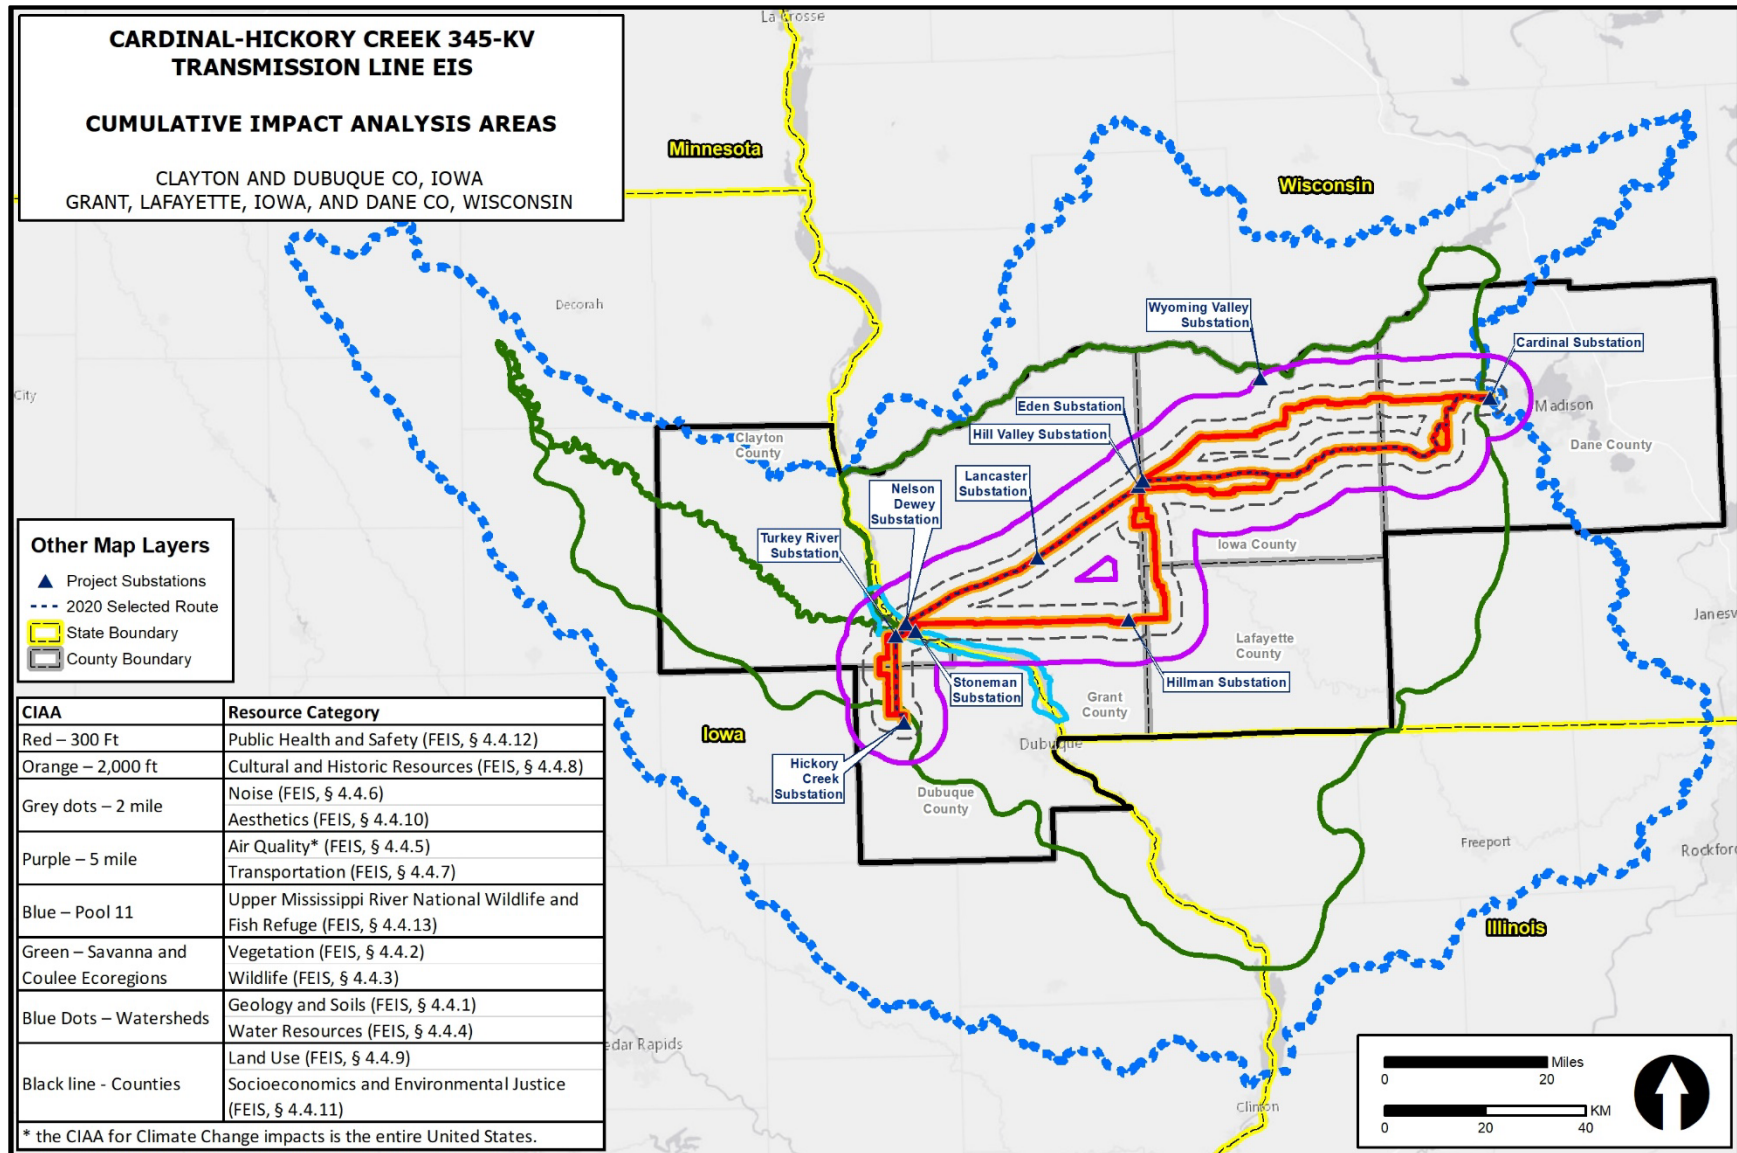 CARDINAL-HICKORY CREEK 345-KV
TRANSMISSION LINE EIS
CUMULATIVE IMPACT ANALYSIS AREAS
CLAYTON AND DUBUQUE CO, IOWA
GRANT, LAFAYETTE, IOWA, AND DANE CO, WISCONSIN
La Crosse
Minnesota
Wisconsin
Decorah
City
Wyoming Valley
Substation
Cardinal Substation
Madison
Dane County
Eden Substation
Hill Valley Substation
Clayton
County
Lancaster
Substation
Nelson
Dewey
Substation
Turkey River
Substation
Iowa County
Janesv
Lafayette
County
Stoneman
Substation
Hillman Substation
Grant
County
Iowa
Dubuque
Hickory
Creek
Substation
Dubuque
County
Freeport
Rockford
Illinois
edar Rapids
Clinton
Other Map Layers
Project Substations
2020 Selected Route
State Boundary
County Boundary
CIAA Resource Category
Red – 300 Ft Public Health and Safety (FEIS, § 4.4.12)
Orange – 2,000 ft Cultural and Historic Resources (FEIS, § 4.4.8)
Grey dots – 2 mile Noise (FEIS, § 4.4.6)
Aesthetics (FEIS, § 4.4.10)
Purple – 5 mile Air Quality* (FEIS, § 4.4.5)
Transportation (FEIS, § 4.4.7)
Blue – Pool 11 Upper Mississippi River National Wildlife and
Fish Refuge (FEIS, § 4.4.13)
Green – Savanna and Vegetation (FEIS, § 4.4.2)
Coulee Ecoregions Wildlife (FEIS, § 4.4.3)
Blue Dots – Watersheds Geology and Soils (FEIS, § 4.4.1)
Water Resources (FEIS, § 4.4.4)
Black line - Counties Land Use (FEIS, § 4.4.9)
Socioeconomics and Environmental Justice
(FEIS, § 4.4.11)
* the CIAA for Climate Change impacts is the entire United States.
Miles
0 20
KM
0 20 40